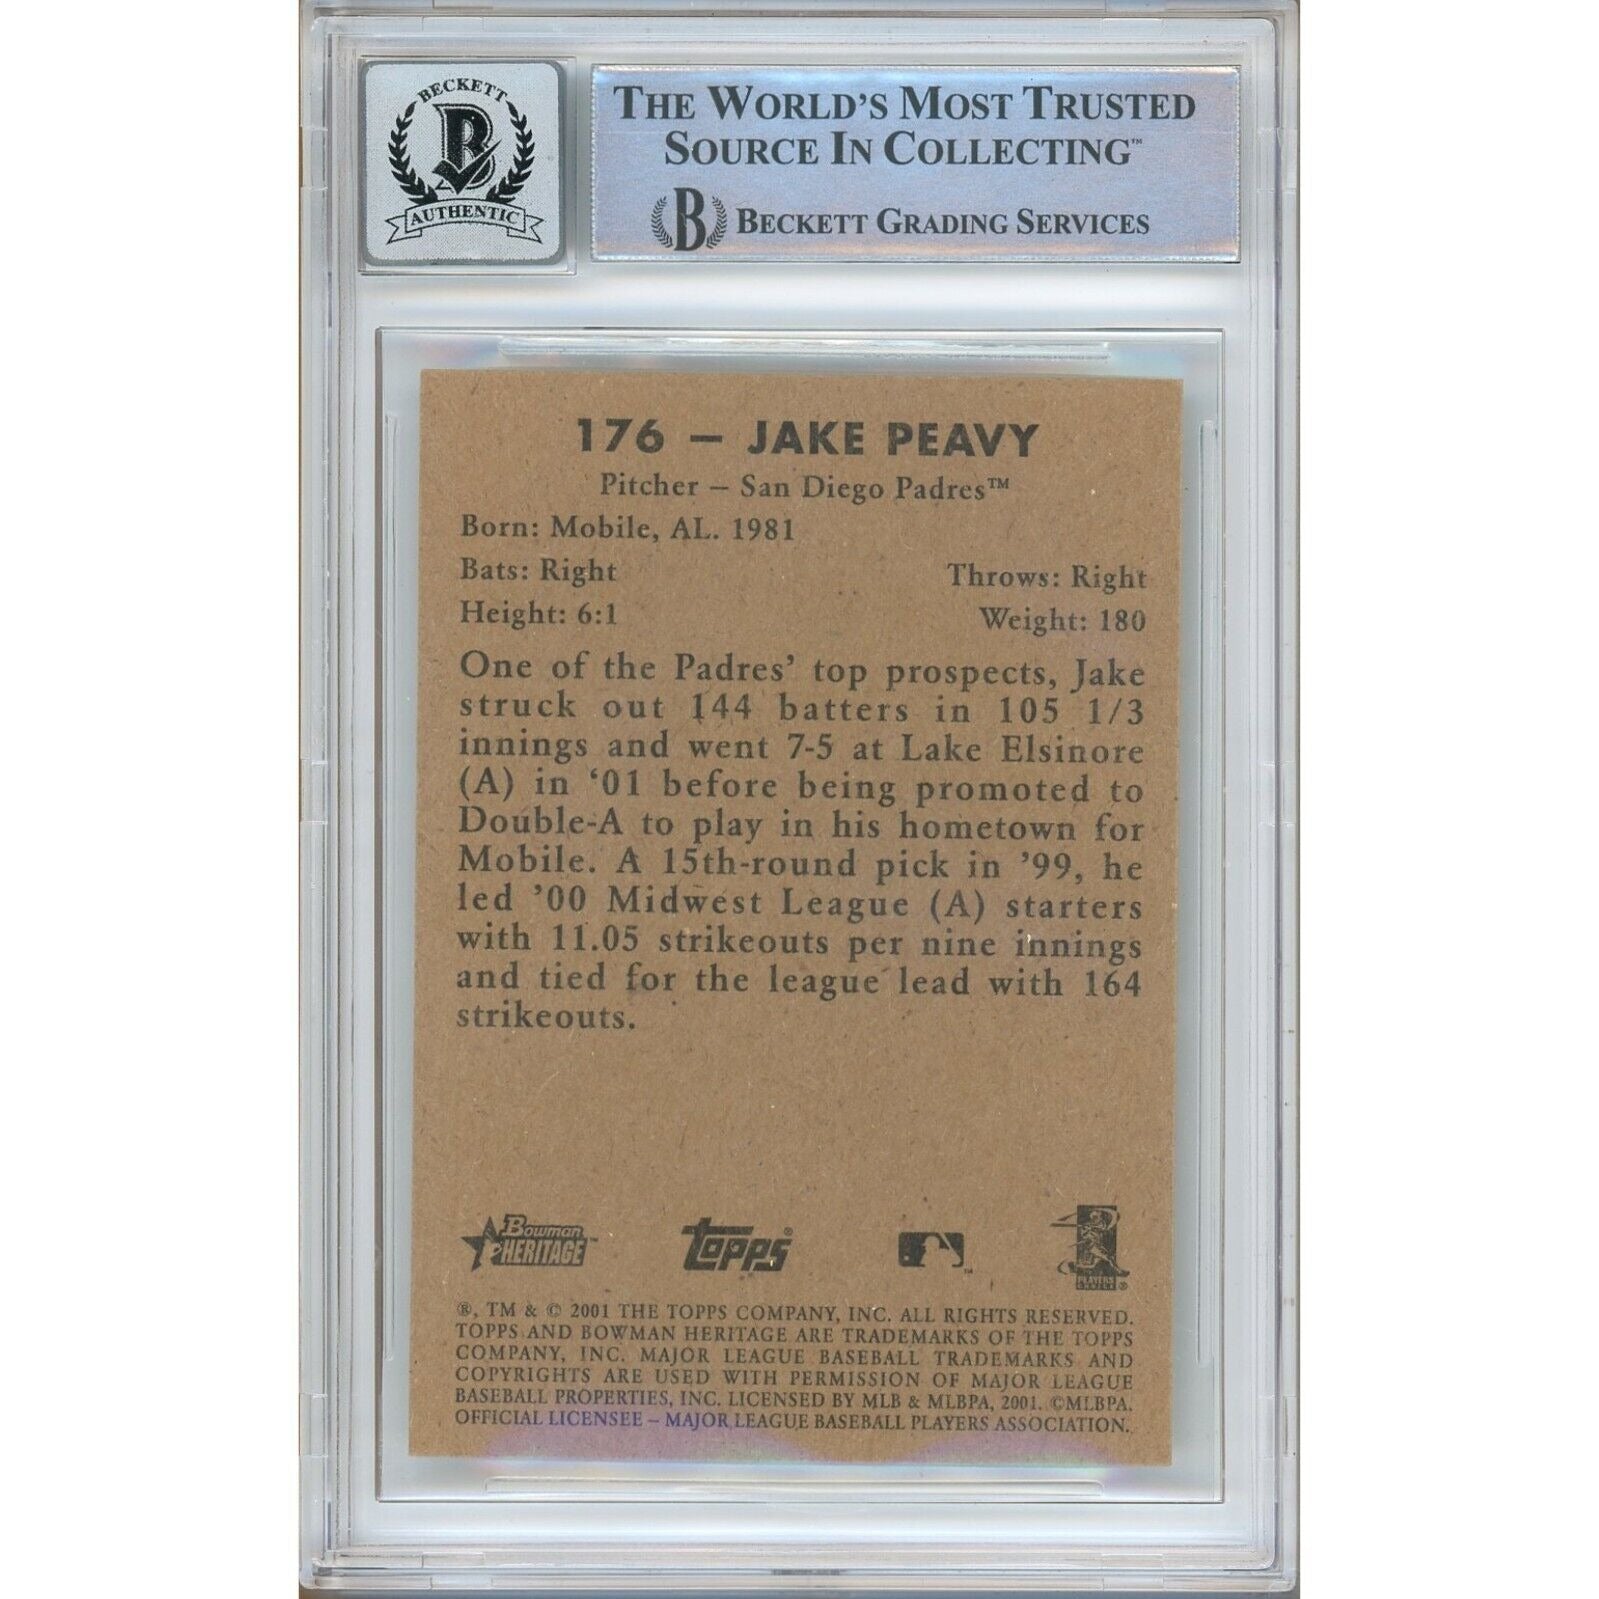 BECKETT
B
AUTHENTIC
THE WORLD'S MOST TRUSTED
SOURCE IN COLLECTING™
B BECKETT GRADING SERVICES
176 – JAKE PEAVY
Pitcher – San Diego Padres™
Born: Mobile, AL. 1981
Bats: Right Throws: Right
Height: 6:1 Weight: 180
One of the Padres' top prospects, Jake
struck out 144 batters in 105 1/3
innings and went 7-5 at Lake Elsinore
(A) in '01 before being promoted to
Double-A to play in his hometown for
Mobile. A 15th-round pick in '99, he
led '00 Midwest League (A) starters
with 11.05 strikeouts per nine innings
and tied for the league lead with 164
strikeouts.
Bowman
HERITAGE™
topps®
PLAYERS
CHOICE
®, TM & © 2001 THE TOPPS COMPANY, INC. ALL RIGHTS RESERVED.
TOPPS AND BOWMAN HERITAGE ARE TRADEMARKS OF THE TOPPS
COMPANY, INC. MAJOR LEAGUE BASEBALL TRADEMARKS AND
COPYRIGHTS ARE USED WITH PERMISSION OF MAJOR LEAGUE
BASEBALL PROPERTIES, INC. LICENSED BY MLB & MLBPA, 2001. ©MLBPA.
OFFICIAL LICENSEE – MAJOR LEAGUE BASEBALL PLAYERS ASSOCIATION.